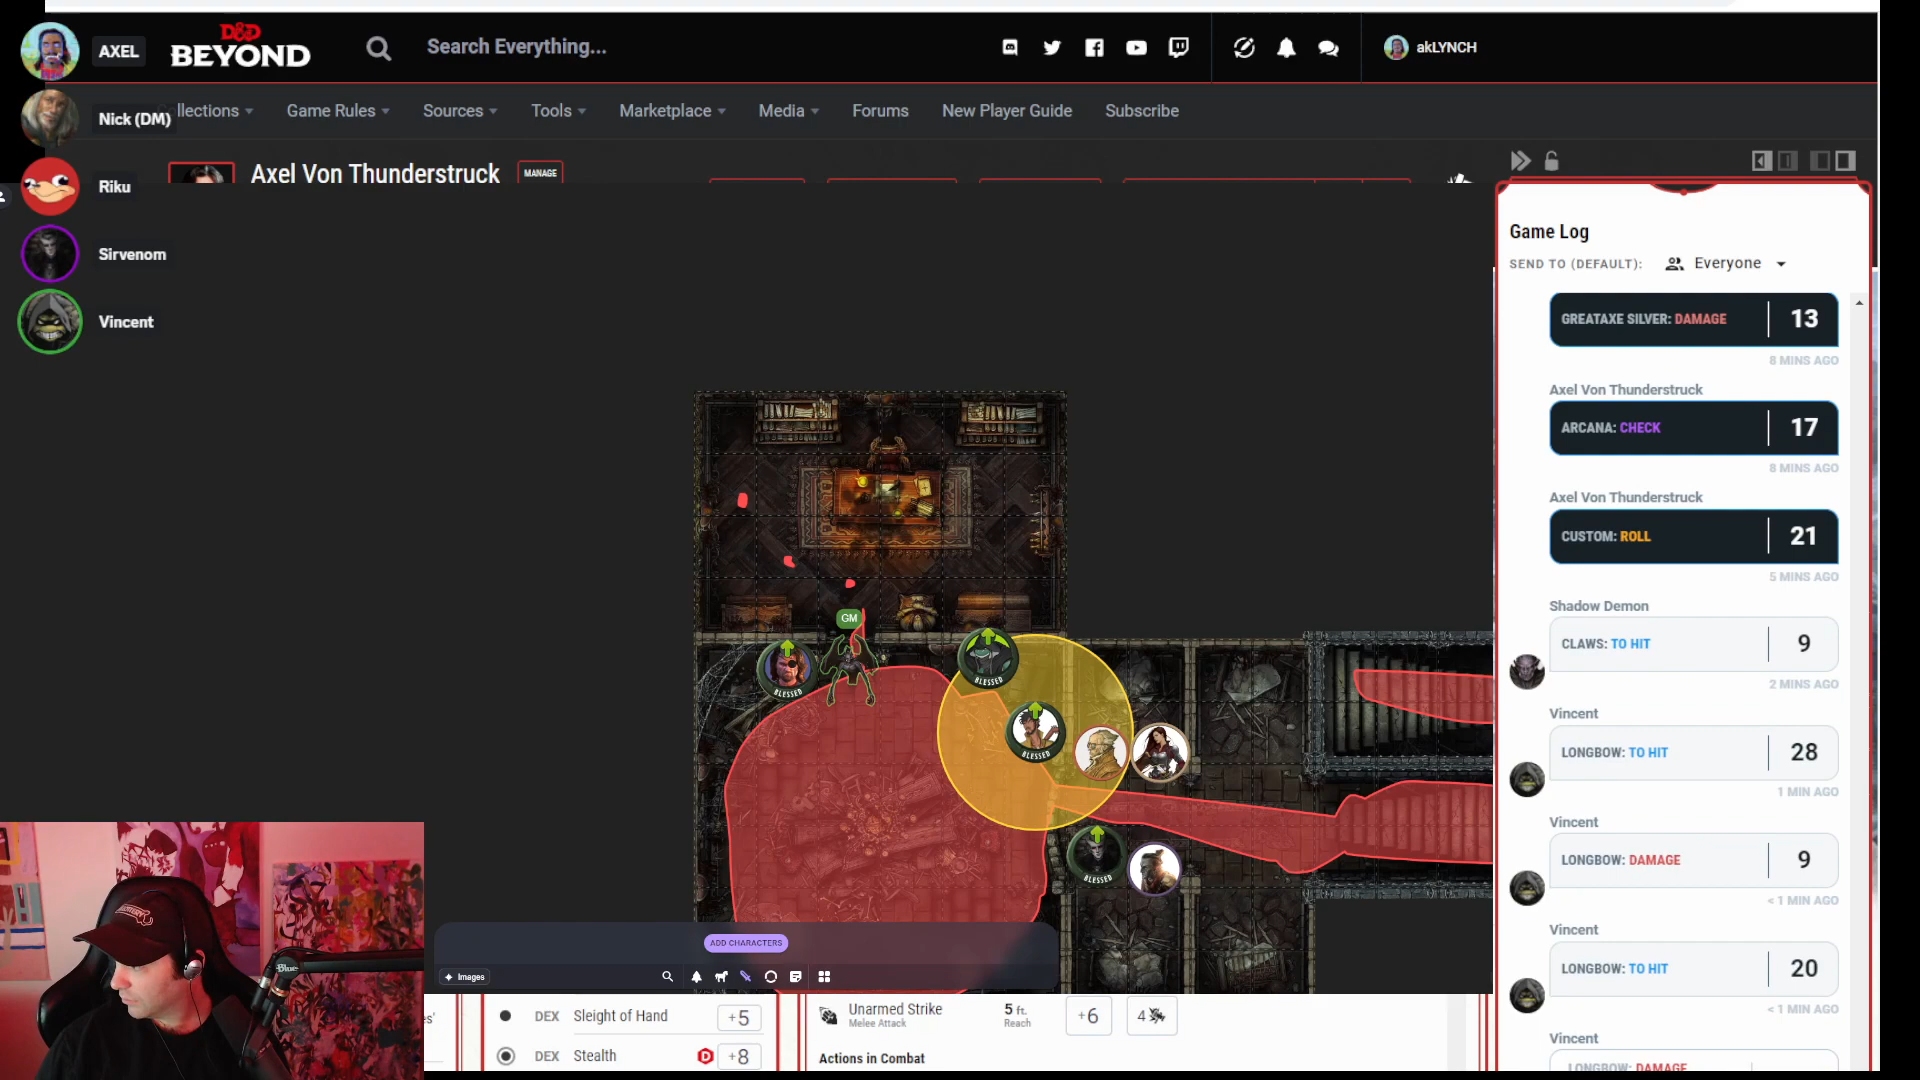 AXEL
D&D
BEYOND
Search Everything...
akLYNCH
Nick (DM)
llections
Game Rules
Sources
Tools
Marketplace
Media
Forums
New Player Guide
Subscribe
Axel Von Thunderstruck
MANAGE
Riku
Sirvenom
Vincent
Game Log
SEND TO (DEFAULT):
Everyone
GREATAXE SILVER: DAMAGE
13
8 MINS AGO
Axel Von Thunderstruck
ARCANA: CHECK
17
8 MINS AGO
Axel Von Thunderstruck
CUSTOM: ROLL
21
5 MINS AGO
Shadow Demon
CLAWS: TO HIT
9
2 MINS AGO
Vincent
LONGBOW: TO HIT
28
1 MIN AGO
Vincent
LONGBOW: DAMAGE
9
< 1 MIN AGO
Vincent
LONGBOW: TO HIT
20
< 1 MIN AGO
Vincent
LONGBOW: DAMAGE
GM
BLESSED
BLESSED
BLESSED
BLESSED
ADD CHARACTERS
Images
Blue
es'
DEX
Sleight of Hand
+5
DEX
Stealth
+8
Unarmed Strike
Melee Attack
5 ft.
Reach
+6
4
Actions in Combat